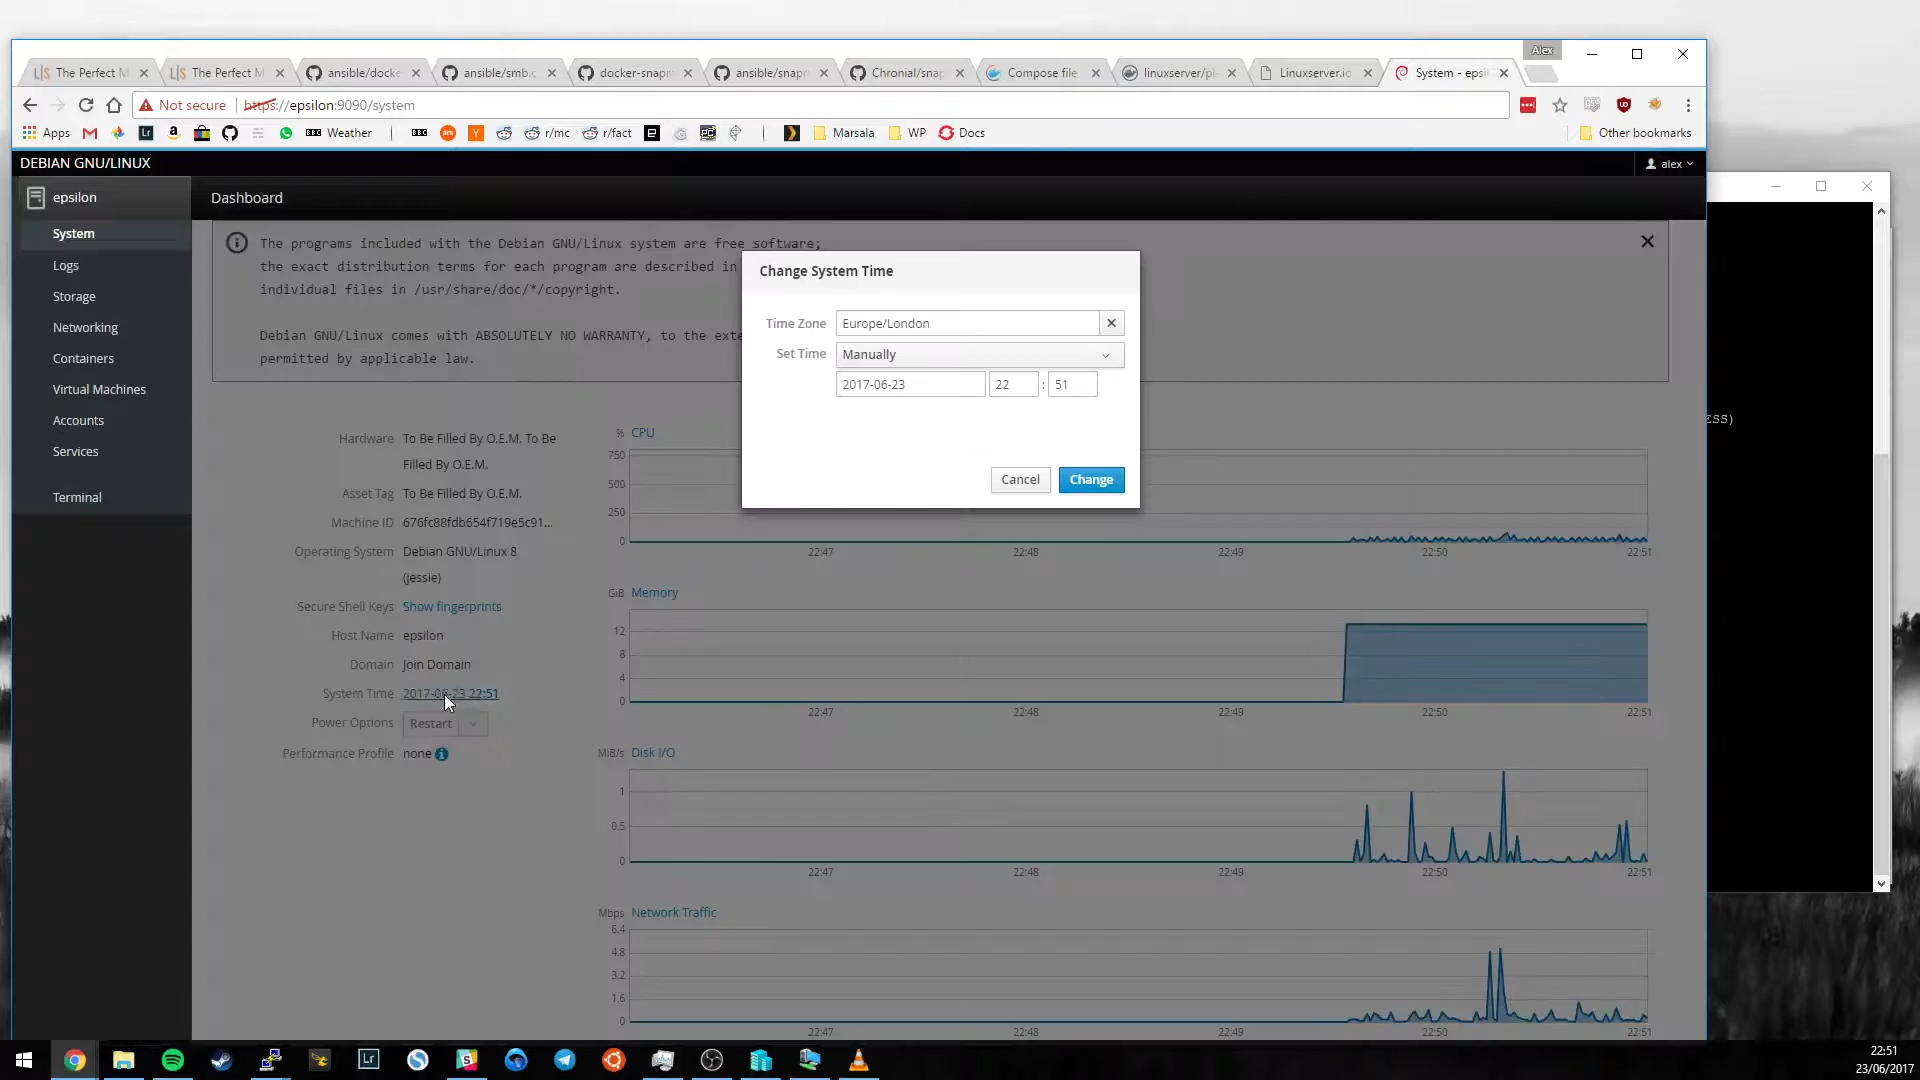 Alex
The Perfect M
The Perfect M
ansible/docke
ansible/smb.c
docker-snapr
ansible/snapr
Chronial/snap
Compose file
linuxserver/pl
Linuxserver.io
System - epsil
Not secure
https://epsilon:9090/system
Apps
Lr
BBC Weather
BBC
r/mc
r/fact
Marsala
WP
Docs
Other bookmarks
DEBIAN GNU/LINUX
alex
epsilon
Dashboard
System
Logs
Storage
Networking
Containers
Virtual Machines
Accounts
Services
Terminal
The programs included with the Debian GNU/Linux system are free software;
the exact distribution terms for each program are described in
individual files in /usr/share/doc/*/copyright.
Debian GNU/Linux comes with ABSOLUTELY NO WARRANTY, to the exte
permitted by applicable law.
Change System Time
Time Zone Europe/London
Set Time Manually
2017-06-23 22 : 51
Cancel Change
ESS)
Hardware To Be Filled By O.E.M. To Be
Filled By O.E.M.
Asset Tag To Be Filled By O.E.M.
Machine ID 676fc88fdb654f719e5c91...
Operating System Debian GNU/Linux 8
(jessie)
Secure Shell Keys Show fingerprints
Host Name epsilon
Domain Join Domain
System Time 2017-06-23 22:51
Power Options Restart
Performance Profile none
% CPU
750
500
250
0
22:47 22:48 22:49 22:50 22:51
GiB Memory
12
8
4
0
22:47 22:48 22:49 22:50 22:51
MiB/s Disk I/O
1
0.5
0
22:47 22:48 22:49 22:50 22:51
Mbps Network Traffic
6.4
4.8
3.2
1.6
0
22:47 22:48 22:49 22:50 22:51
Lr
22:51
23/06/2017